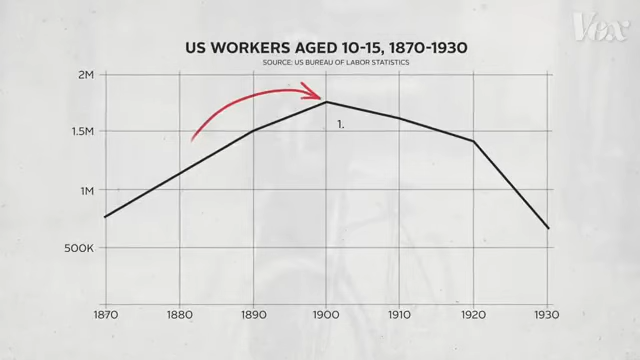 Vox
US WORKERS AGED 10-15, 1870-1930
SOURCE: US BUREAU OF LABOR STATISTICS
2M
1.5M
1.
1M
500K
1870 1880 1890 1900 1910 1920 1930